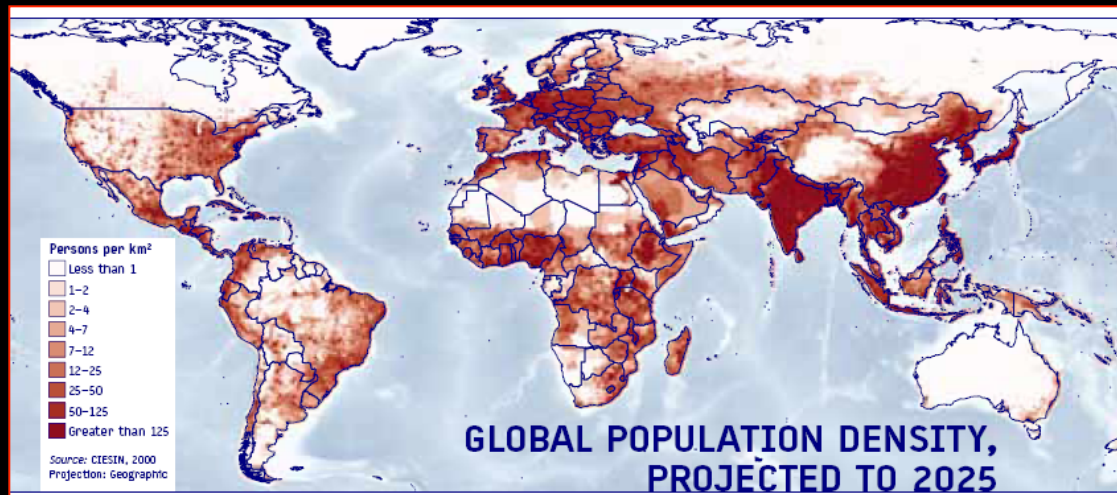 Persons per km²
Less than 1
1–2
2–4
4–7
7–12
12–25
25–50
50-125
Greater than 125
Source: CIESIN, 2000
Projection: Geographic
GLOBAL POPULATION DENSITY,
PROJECTED TO 2025